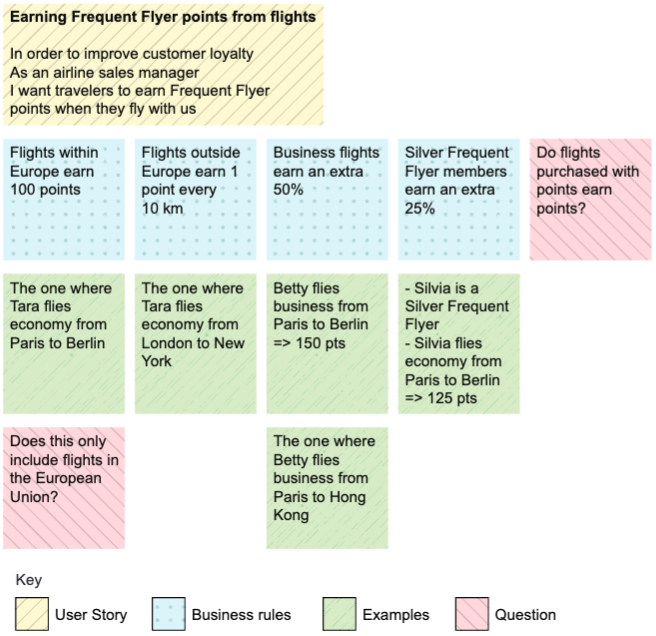 Earning Frequent Flyer points from flights
In order to improve customer loyalty
As an airline sales manager
I want travelers to earn Frequent Flyer
points when they fly with us
Flights within
Europe earn
100 points
Flights outside
Europe earn 1
point every
10 km
Business flights
earn an extra
50%
Silver Frequent
Flyer members
earn an extra
25%
Do flights
purchased with
points earn
points?
The one where
Tara flies
economy from
Paris to Berlin
The one where
Tara flies
economy from
London to New
York
Betty flies
business from
Paris to Berlin
=> 150 pts
- Silvia is a
Silver Frequent
Flyer
- Silvia flies
economy from
Paris to Berlin
=> 125 pts
Does this only
include flights in
the European
Union?
The one where
Betty flies
business from
Paris to Hong
Kong
Key
User Story
Business rules
Examples
Question